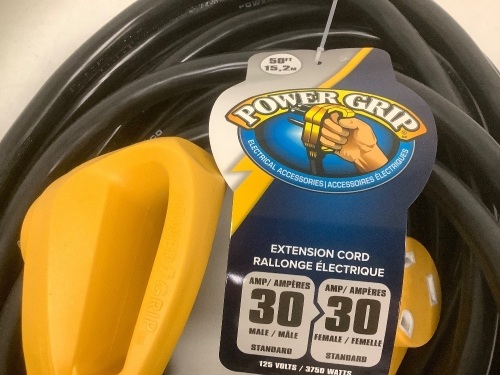 50FT
15,2M
POWER GRIP
ELECTRICAL ACCESSORIES | ACCESSOIRES ÉLECTRIQUES
EXTENSION CORD
RALLONGE ÉLECTRIQUE
AMP/ AMPÈRES AMP/ AMPÈRES
30 30
MALE / MÂLE FEMALE / FEMELLE
STANDARD STANDARD
125 VOLTS / 3750 WATTS